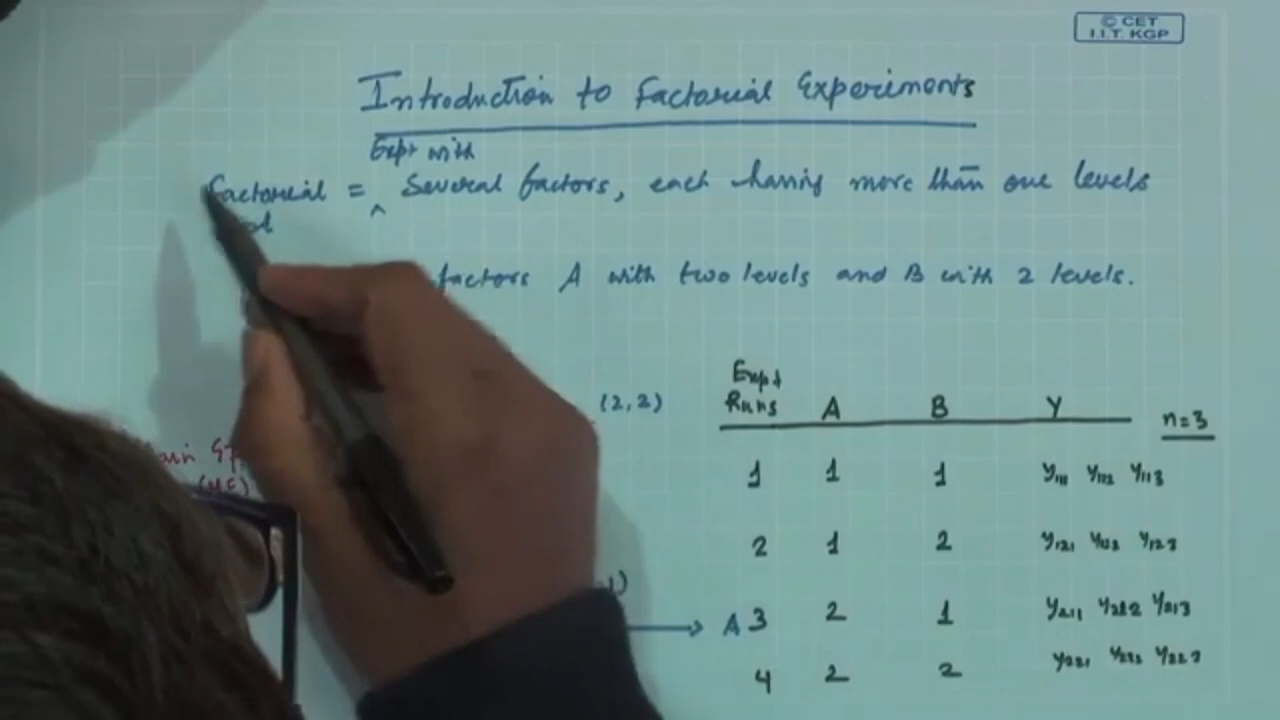 © CET
I.I.T. KGP
Introduction to Factorial Experiments
Expt with
Factorial = ^ Several factors, each having more than one levels
factors A with two levels and B with 2 levels.
(2,2)
Expt
Runs A B Y n=3
1 1 1 y111 y112 y113
2 1 2 y121 y122 y123
A 3 2 1 y211 y212 y213
4 2 2 y221 y222 y223
(MC)